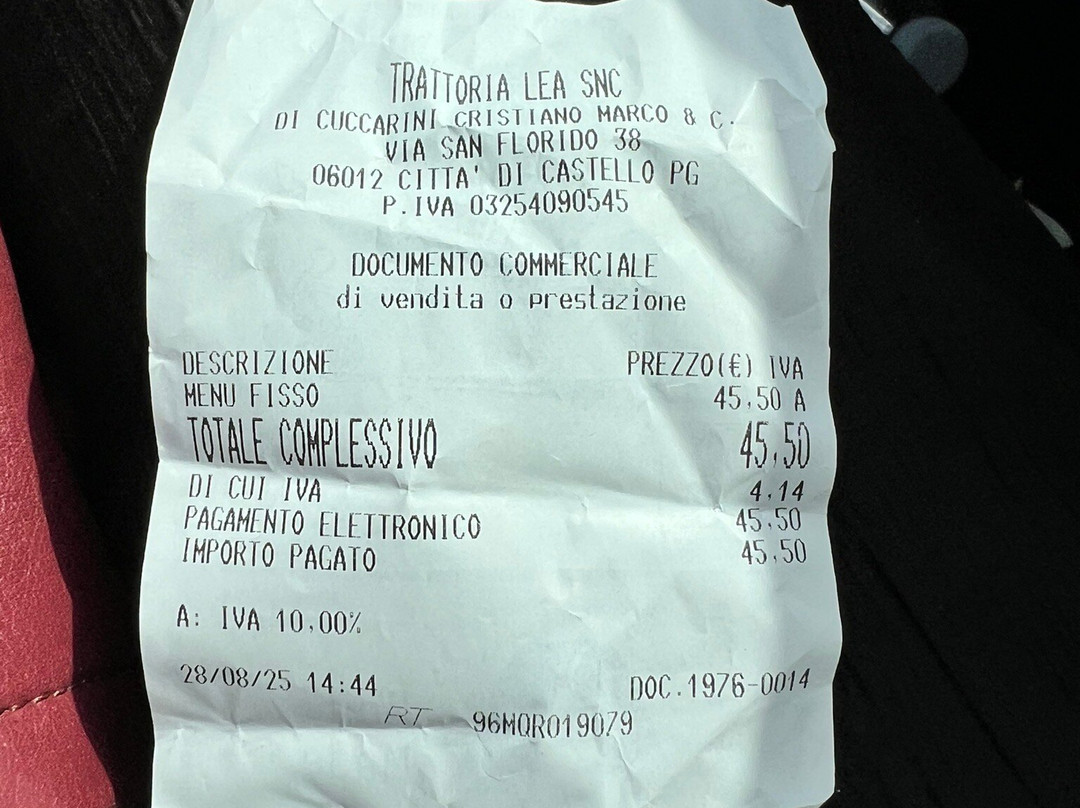 TRATTORIA LEA SNC
DI CUCCARINI CRISTIANO MARCO & C.
VIA SAN FLORIDO 38
06012 CITTA' DI CASTELLO PG
P.IVA 03254090545
DOCUMENTO COMMERCIALE
di vendita o prestazione
DESCRIZIONE PREZZO(€) IVA
MENU FISSO 45,50 A
TOTALE COMPLESSIVO 45,50
DI CUI IVA 4,14
PAGAMENTO ELETTRONICO 45,50
IMPORTO PAGATO 45,50
A: IVA 10,00%
28/08/25 14:44 DOC.1976-0014
RT 96MQR019079